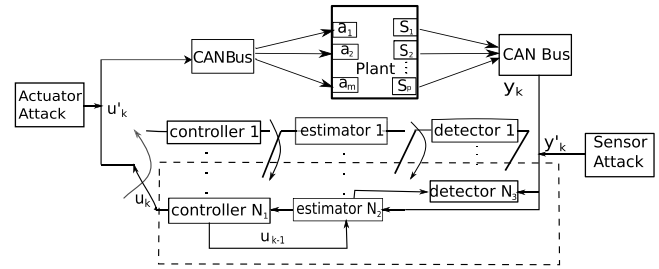 a1
S1
CANBus
a2
S2
CAN Bus
Plant
am
Sp
yk
Actuator
Attack
u'k
controller 1
estimator 1
detector 1
y'k
Sensor
Attack
uk
controller N1
estimator N2
detector N3
uk-1